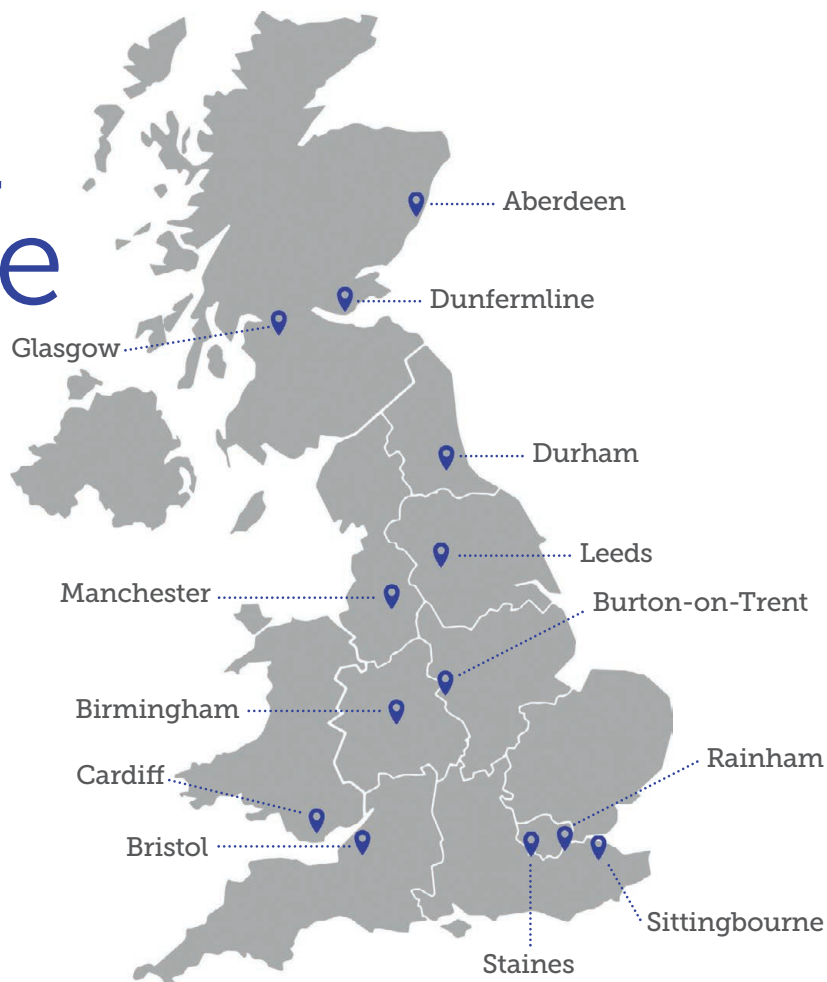 e
Aberdeen
Dunfermline
Glasgow
Durham
Leeds
Manchester
Burton-on-Trent
Birmingham
Rainham
Cardiff
Bristol
Sittingbourne
Staines